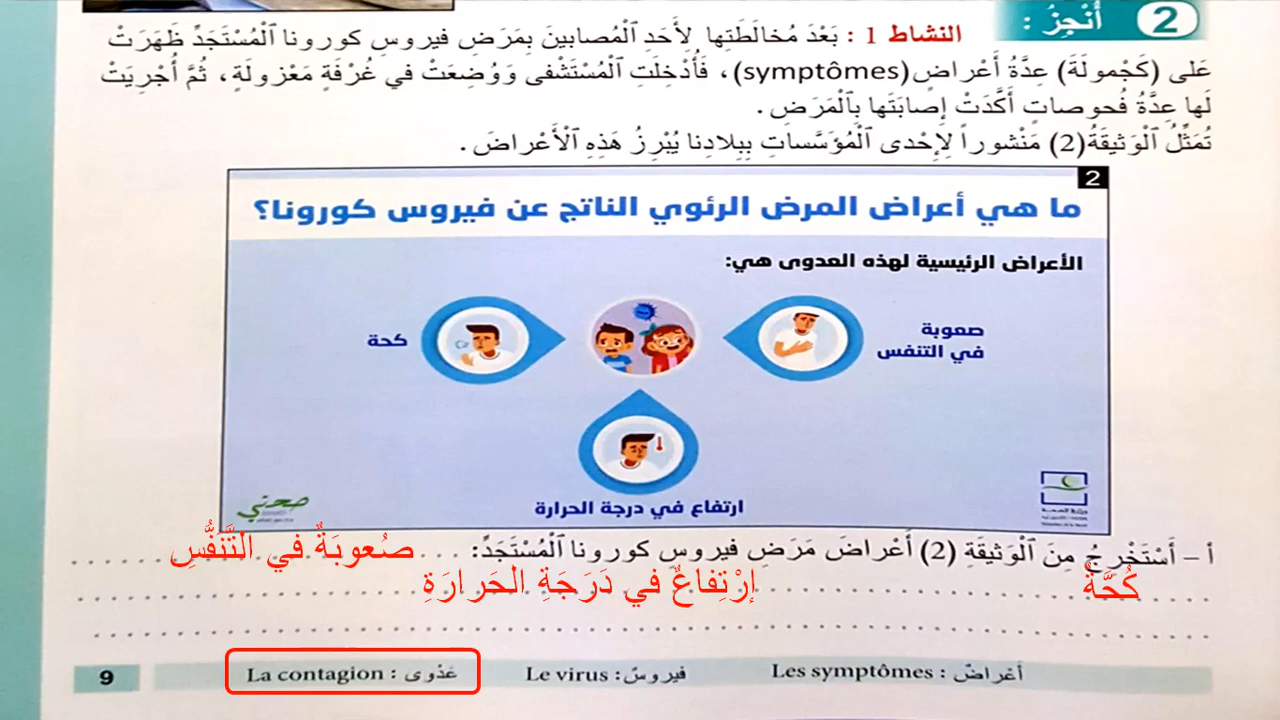 2 أُنْجِزُ :
النشاط 1 : بَعْدَ مُخالَطَتِها لِأَحَدِ ٱلْمُصابينَ بِمَرَضِ فيروسِ كورونا ٱلْمُسْتَجَدِّ ظَهَرَتْ
عَلى (كَجْمولَةَ) عِدَّةُ أَعْراضٍ(symptômes)، فَأُدْخِلَتِ ٱلْمُسْتَشْفى وَوُضِعَتْ في غُرْفَةٍ مَعْزولَةٍ، ثُمَّ أُجْرِيَتْ
لَها عِدَّةُ فُحوصاتٍ أَكَّدَتْ إِصابَتَها بِٱلْمَرَضِ.
تُمَثِّلُ ٱلْوَثيقَةُ(2) مَنْشوراً لِإِحْدى ٱلْمُؤَسَّساتِ بِبِلادِنا يُبْرِزُ هَذِهِ ٱلْأَعْراضَ.
2
ما هي أعراض المرض الرئوي الناتج عن فيروس كورونا؟
الأعراض الرئيسية لهذه العدوى هي:
صعوبة
في التنفس
كحة
ارتفاع في درجة الحرارة
صحتي
أ – أَسْتَخْرِجُ مِنَ ٱلْوَثيقَةِ (2) أَعْراضَ مَرَضِ فيروس كورونا ٱلْمُسْتَجَدِّ: صُعوبَةٌ في التَّنَفُّسِ
كُحَّةٌ إرْتِفاعٌ في دَرَجَةِ الحَرارَةِ
أَعْراضٌ : Les symptômes فيروسٌ : Le virus عَدْوى : La contagion 9